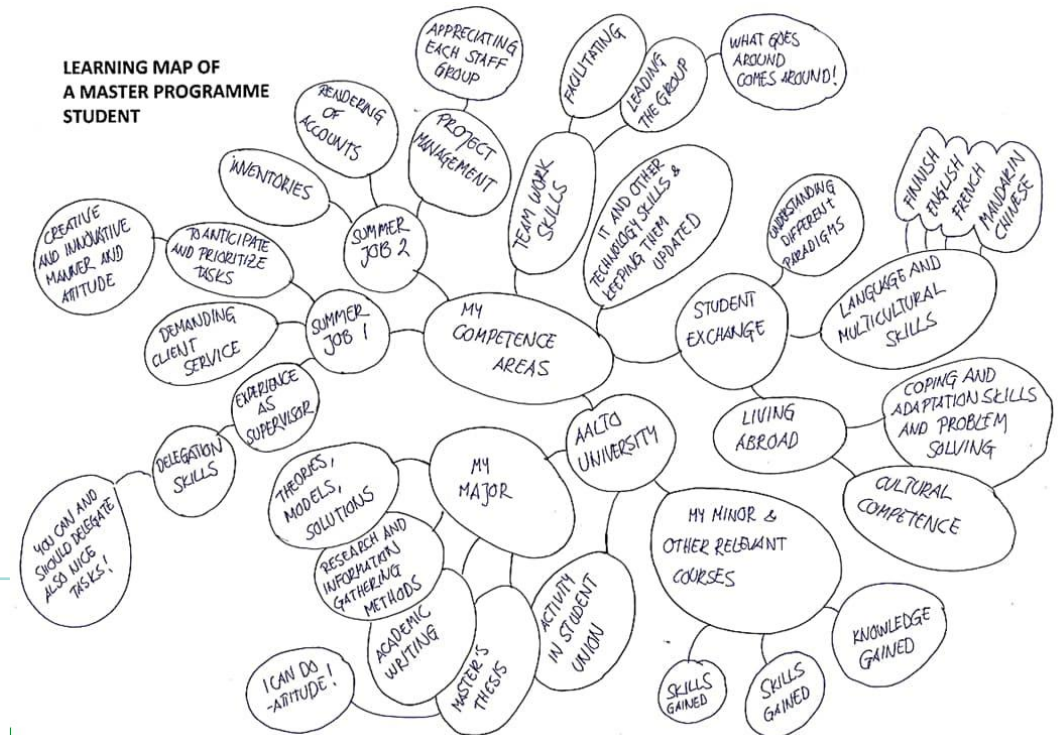 LEARNING MAP OF
A MASTER PROGRAMME
STUDENT
APPRECIATING
EACH STAFF
GROUP
PROJECT
MANAGEMENT
RENDERING
OF
ACCOUNTS
INVENTORIES
SUMMER
JOB 2
CREATIVE
AND INNOVATIVE
MANNER AND
ATTITUDE
TO ANTICIPATE
AND PRIORITIZE
TASKS
DEMANDING
CLIENT
SERVICE
SUMMER
JOB 1
EXPERIENCE
AS
SUPERVISOR
DELEGATION
SKILLS
YOU CAN AND
SHOULD DELEGATE
ALSO NICE
TASKS!
MY
COMPETENCE
AREAS
FACILITATING
LEADING
THE GROUP
WHAT GOES
AROUND
COMES AROUND!
TEAM WORK
SKILLS
IT AND OTHER
TECHNOLOGY SKILLS &
KEEPING THEM
UPDATED
UNDERSTANDING
DIFFERENT
PARADIGMS
FINNISH
ENGLISH
FRENCH
MANDARIN
CHINESE
STUDENT
EXCHANGE
LANGUAGE AND
MULTICULTURAL
SKILLS
LIVING
ABROAD
COPING AND
ADAPTATION SKILLS
AND PROBLEM
SOLVING
CULTURAL
COMPETENCE
AALTO
UNIVERSITY
MY
MAJOR
THEORIES,
MODELS,
SOLUTIONS
RESEARCH AND
INFORMATION
GATHERING
METHODS
ACADEMIC
WRITING
MASTER'S
THESIS
I CAN DO
-ATTITUDE!
ACTIVITY
IN STUDENT
UNION
MY MINOR &
OTHER RELEVANT
COURSES
SKILLS
GAINED
SKILLS
GAINED
KNOWLEDGE
GAINED